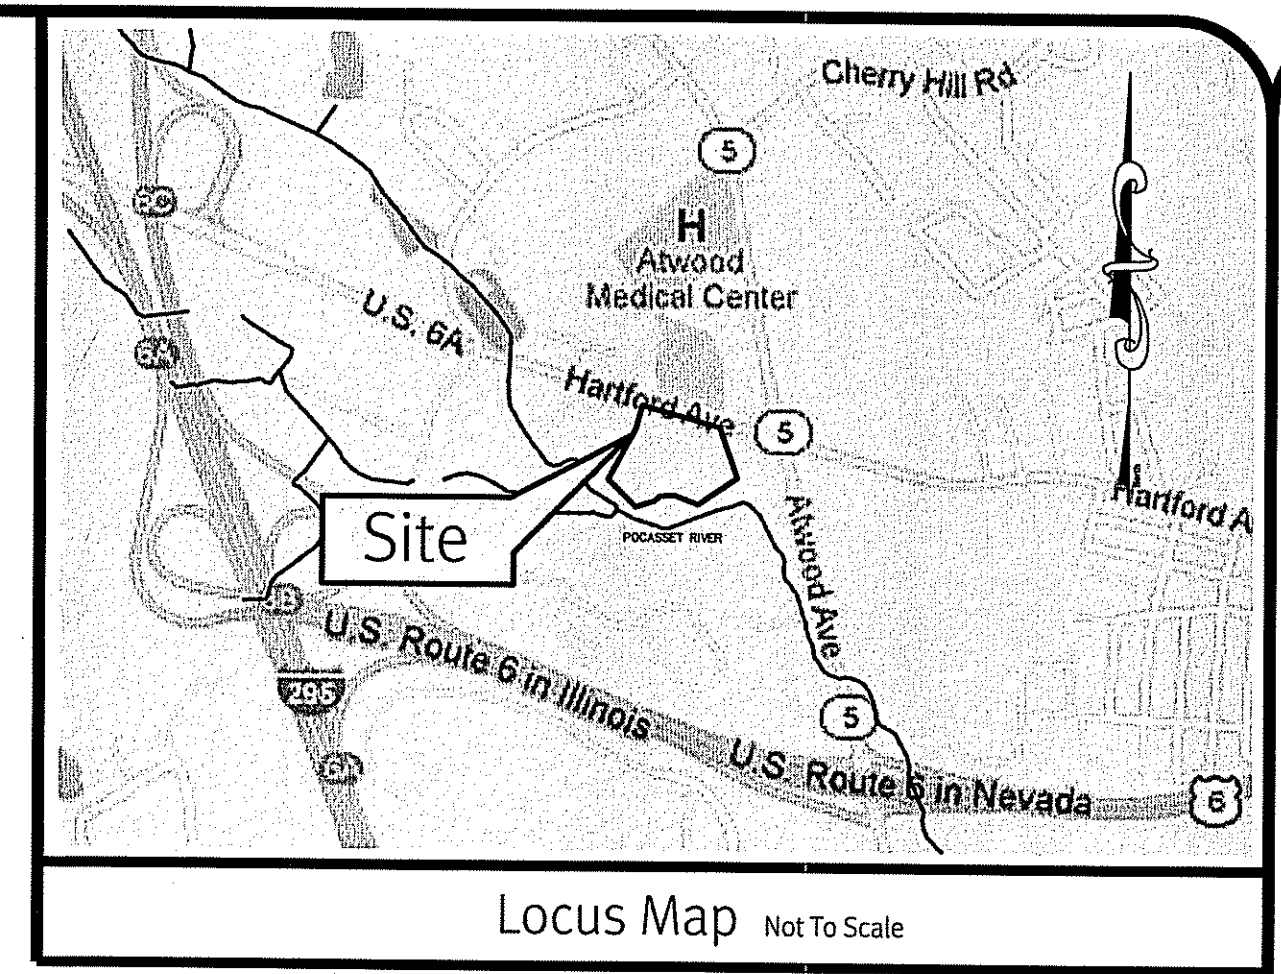 Cherry Hill Rd
5
H
Atwood
Medical Center
U.S. 6A
Hartford Ave
5
Hartford A
Site
POCASSET RIVER
Atwood Ave
U.S. Route 6 in Illinois
295
5
U.S. Route 6 in Nevada
6
Locus Map Not To Scale